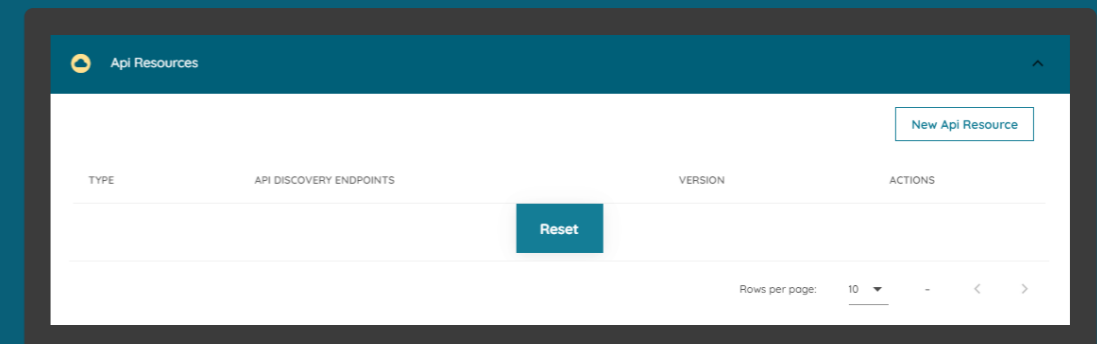 Api Resources
New Api Resource
TYPE API DISCOVERY ENDPOINTS VERSION ACTIONS
Reset
Rows per page: 10 –